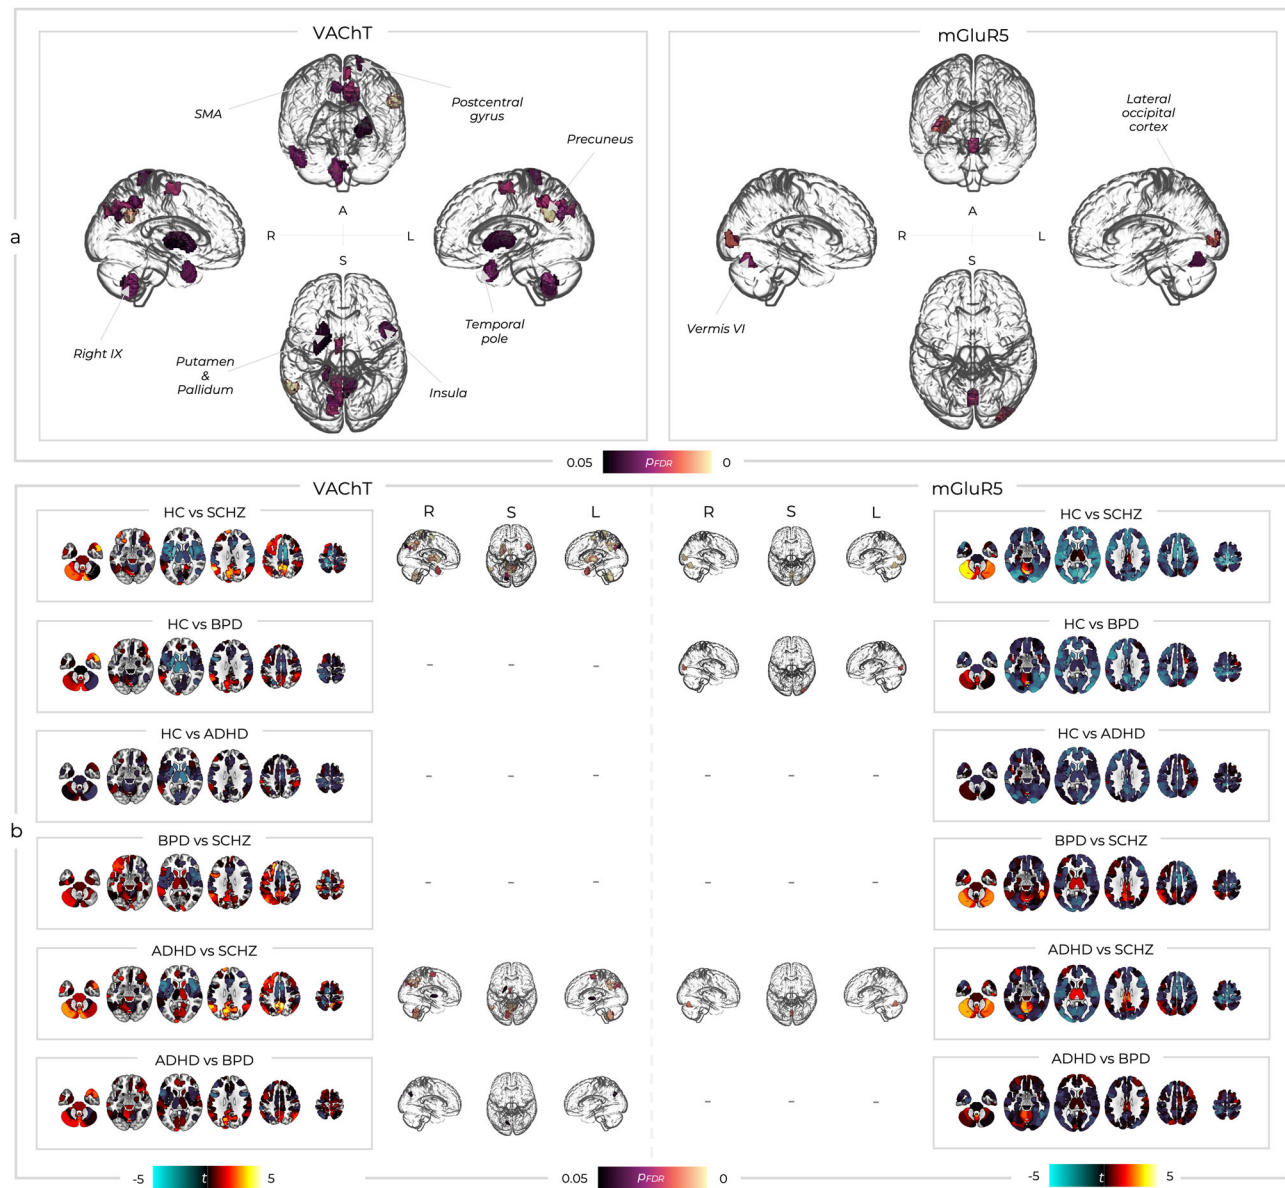 VAChT
mGluR5
SMA
Postcentral
gyrus
Precuneus
Lateral
occipital
cortex
a
A
R
L
S
A
R
L
S
Right IX
Putamen
&
Pallidum
Temporal
pole
Insula
Vermis VI
0.05
pFDR
0
VAChT
mGluR5
HC vs SCHZ
R
S
L
R
S
L
HC vs SCHZ
HC vs BPD
- - -
HC vs BPD
HC vs ADHD
- - -
- - -
HC vs ADHD
b
BPD vs SCHZ
- - -
- - -
BPD vs SCHZ
ADHD vs SCHZ
ADHD vs SCHZ
ADHD vs BPD
- - -
ADHD vs BPD
-5
t
5
0.05
pFDR
0
-5
t
5